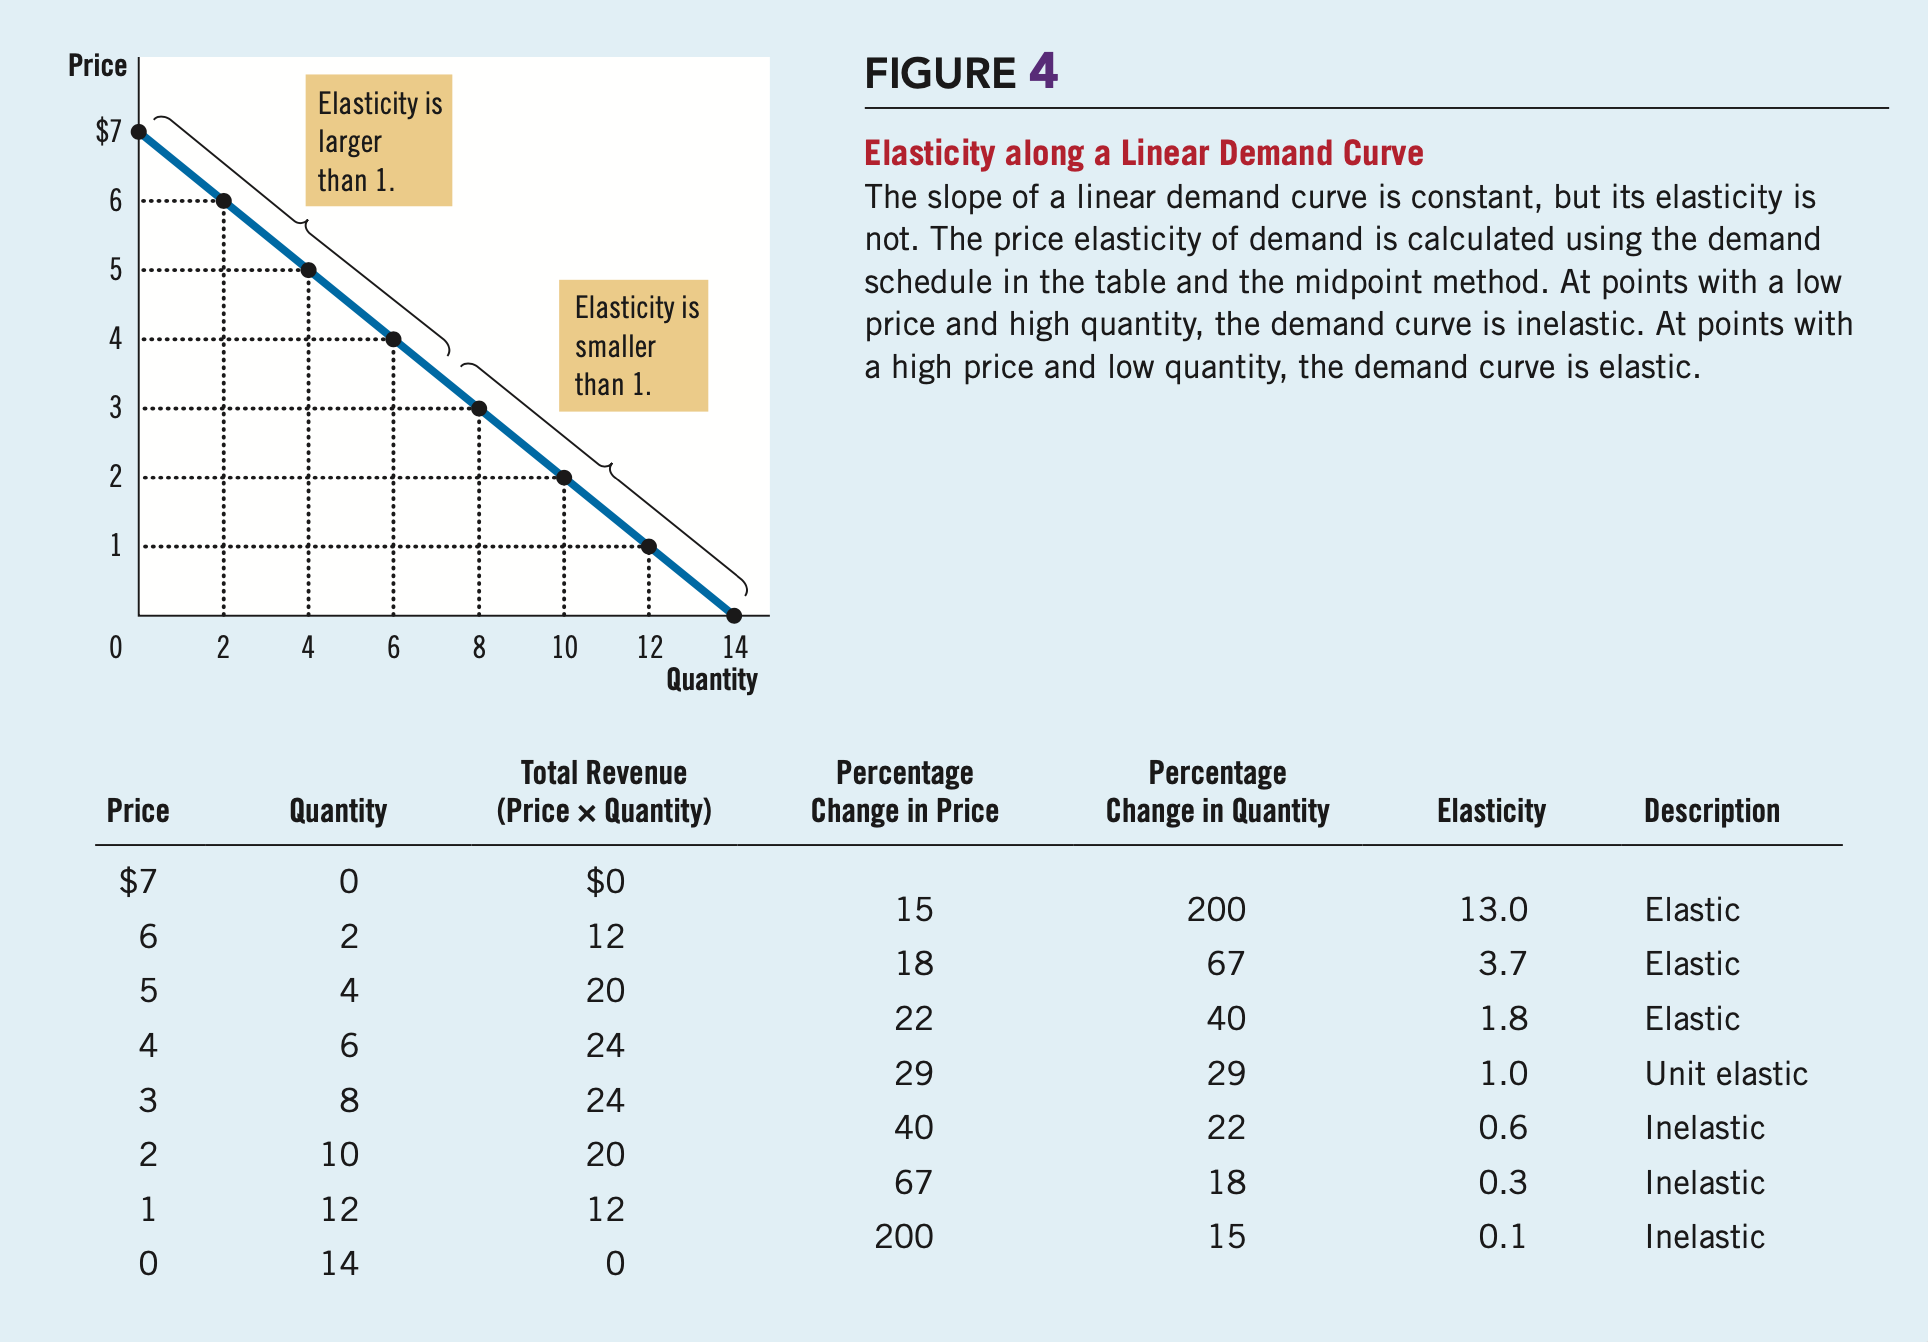 Price
$7
6
5
4
3
2
1
0 2 4 6 8 10 12 14
Quantity
Elasticity is
larger
than 1.
Elasticity is
smaller
than 1.
FIGURE 4
Elasticity along a Linear Demand Curve
The slope of a linear demand curve is constant, but its elasticity is
not. The price elasticity of demand is calculated using the demand
schedule in the table and the midpoint method. At points with a low
price and high quantity, the demand curve is inelastic. At points with
a high price and low quantity, the demand curve is elastic.
Total Revenue Percentage Percentage
Price Quantity (Price × Quantity) Change in Price Change in Quantity Elasticity Description
$7 0 $0
15 200 13.0 Elastic
6 2 12
18 67 3.7 Elastic
5 4 20
22 40 1.8 Elastic
4 6 24
29 29 1.0 Unit elastic
3 8 24
40 22 0.6 Inelastic
2 10 20
67 18 0.3 Inelastic
1 12 12
200 15 0.1 Inelastic
0 14 0